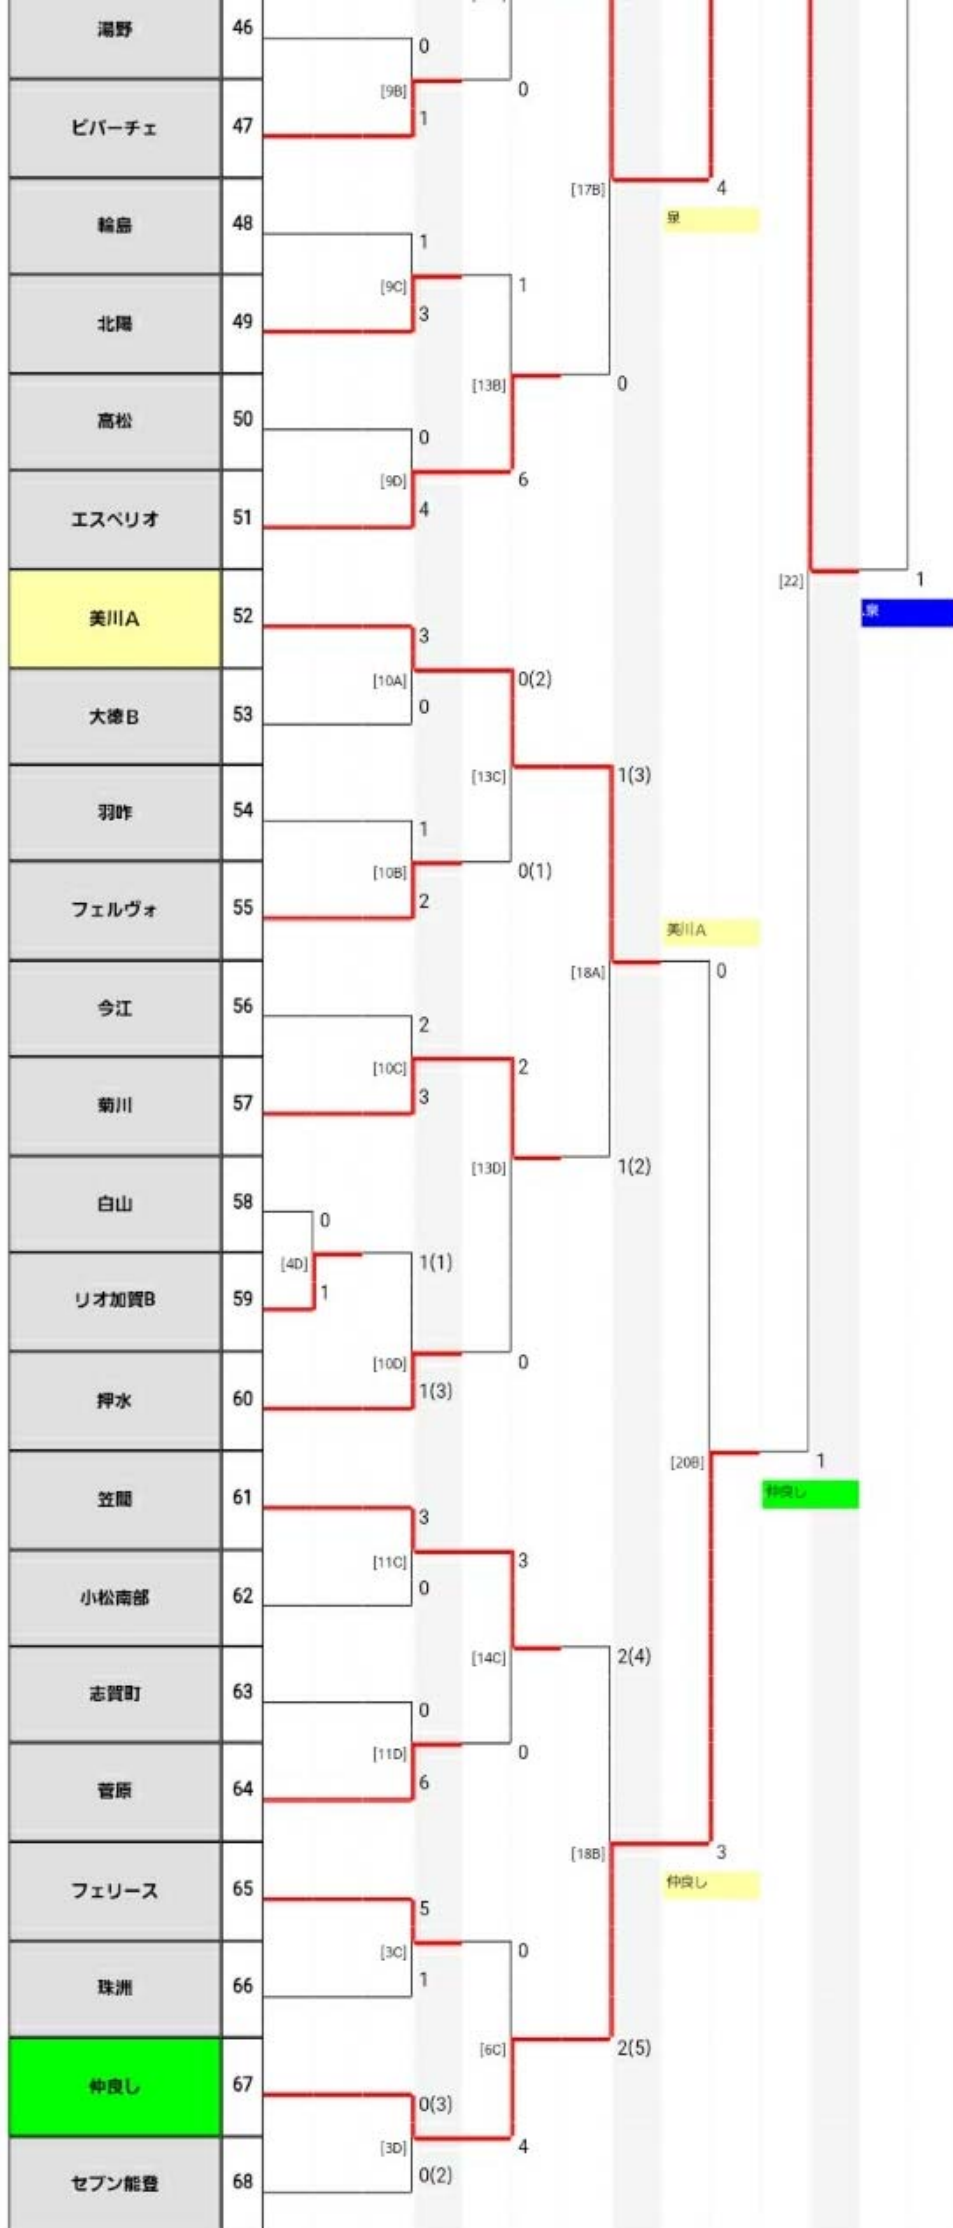 湯野 46 0
[9B] 0
ビバーチェ 47 1
[17B] 4
泉
輪島 48 1
[9C] 1
北陽 49 3
[13B] 0
高松 50 0
[9D] 6
エスペリオ 51 4
[22] 1
泉
美川A 52 3
[10A] 0(2)
大徳B 53 0
[13C] 1(3)
羽咋 54 1
[10B] 0(1)
フェルヴォ 55 2
美川A
[18A] 0
今江 56 2
[10C] 2
菊川 57 3
[13D] 1(2)
白山 58 0
[4D] 1(1)
リオ加賀B 59 1
[10D] 0
押水 60 1(3)
[20B] 1
仲良し
笠間 61 3
[11C] 3
小松南部 62 0
[14C] 2(4)
志賀町 63 0
[11D] 0
菅原 64 6
[18B] 3
仲良し
フェリース 65 5
[3C] 0
珠洲 66 1
[6C] 2(5)
仲良し 67 0(3)
[3D] 4
セブン能登 68 0(2)